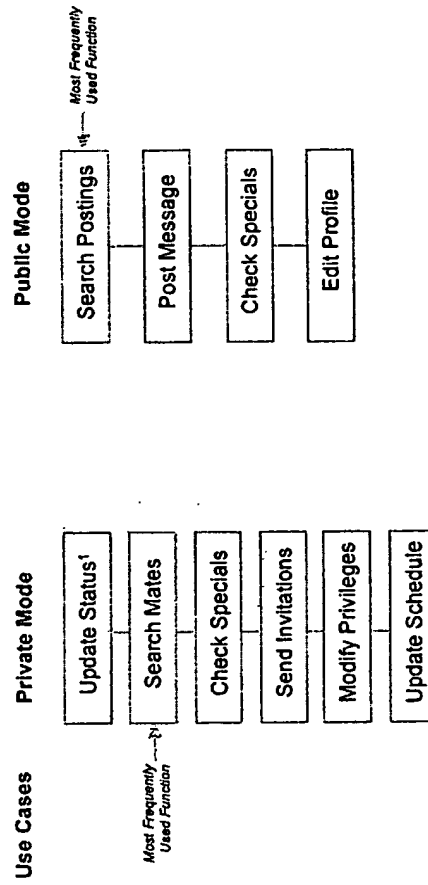 Use Cases
Private Mode
Update Status¹
Search Mates
Most Frequently
Used Function
Check Specials
Send Invitations
Modify Privileges
Update Schedule
Public Mode
Search Postings
Most Frequently
Used Function
Post Message
Check Specials
Edit Profile